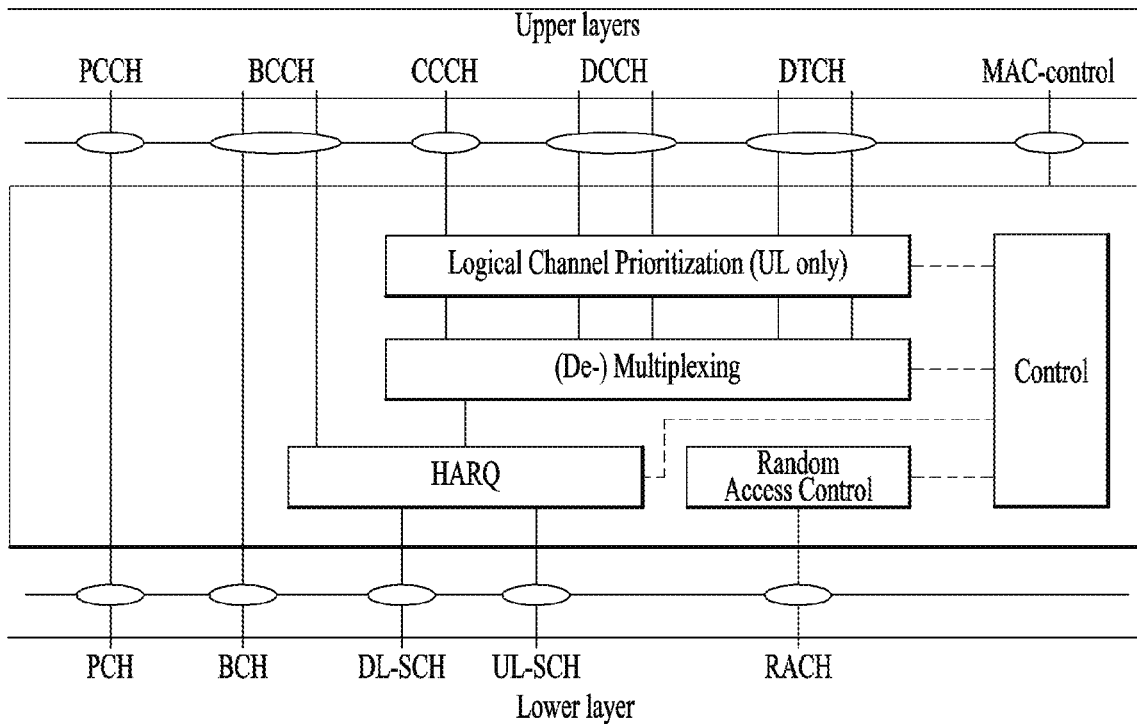 Upper layers
PCCH BCCH CCCH DCCH DTCH MAC-control
Logical Channel Prioritization (UL only)
(De-) Multiplexing
Control
HARQ
Random
Access Control
PCH BCH DL-SCH UL-SCH RACH
Lower layer